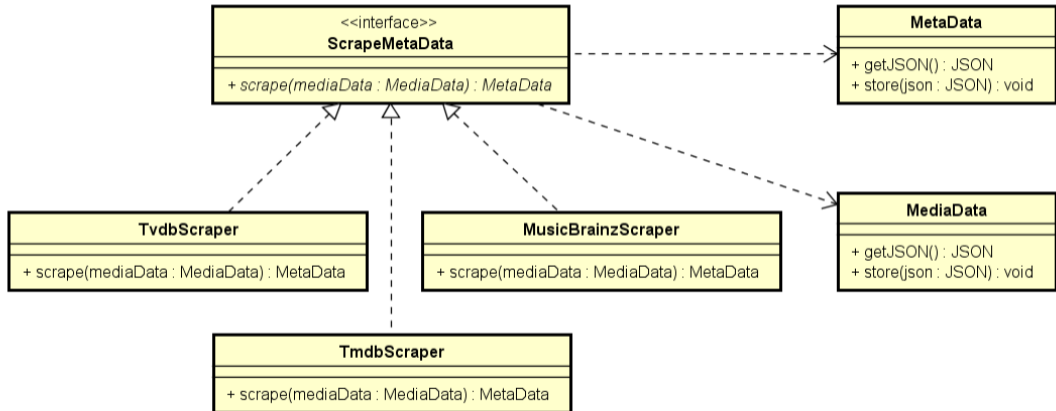 <<interface>>
ScrapeMetaData
+ scrape(mediaData : MediaData) : MetaData
MetaData
+ getJSON() : JSON
+ store(json : JSON) : void
TvdbScraper
+ scrape(mediaData : MediaData) : MetaData
MusicBrainzScraper
+ scrape(mediaData : MediaData) : MetaData
MediaData
+ getJSON() : JSON
+ store(json : JSON) : void
TmdbScraper
+ scrape(mediaData : MediaData) : MetaData